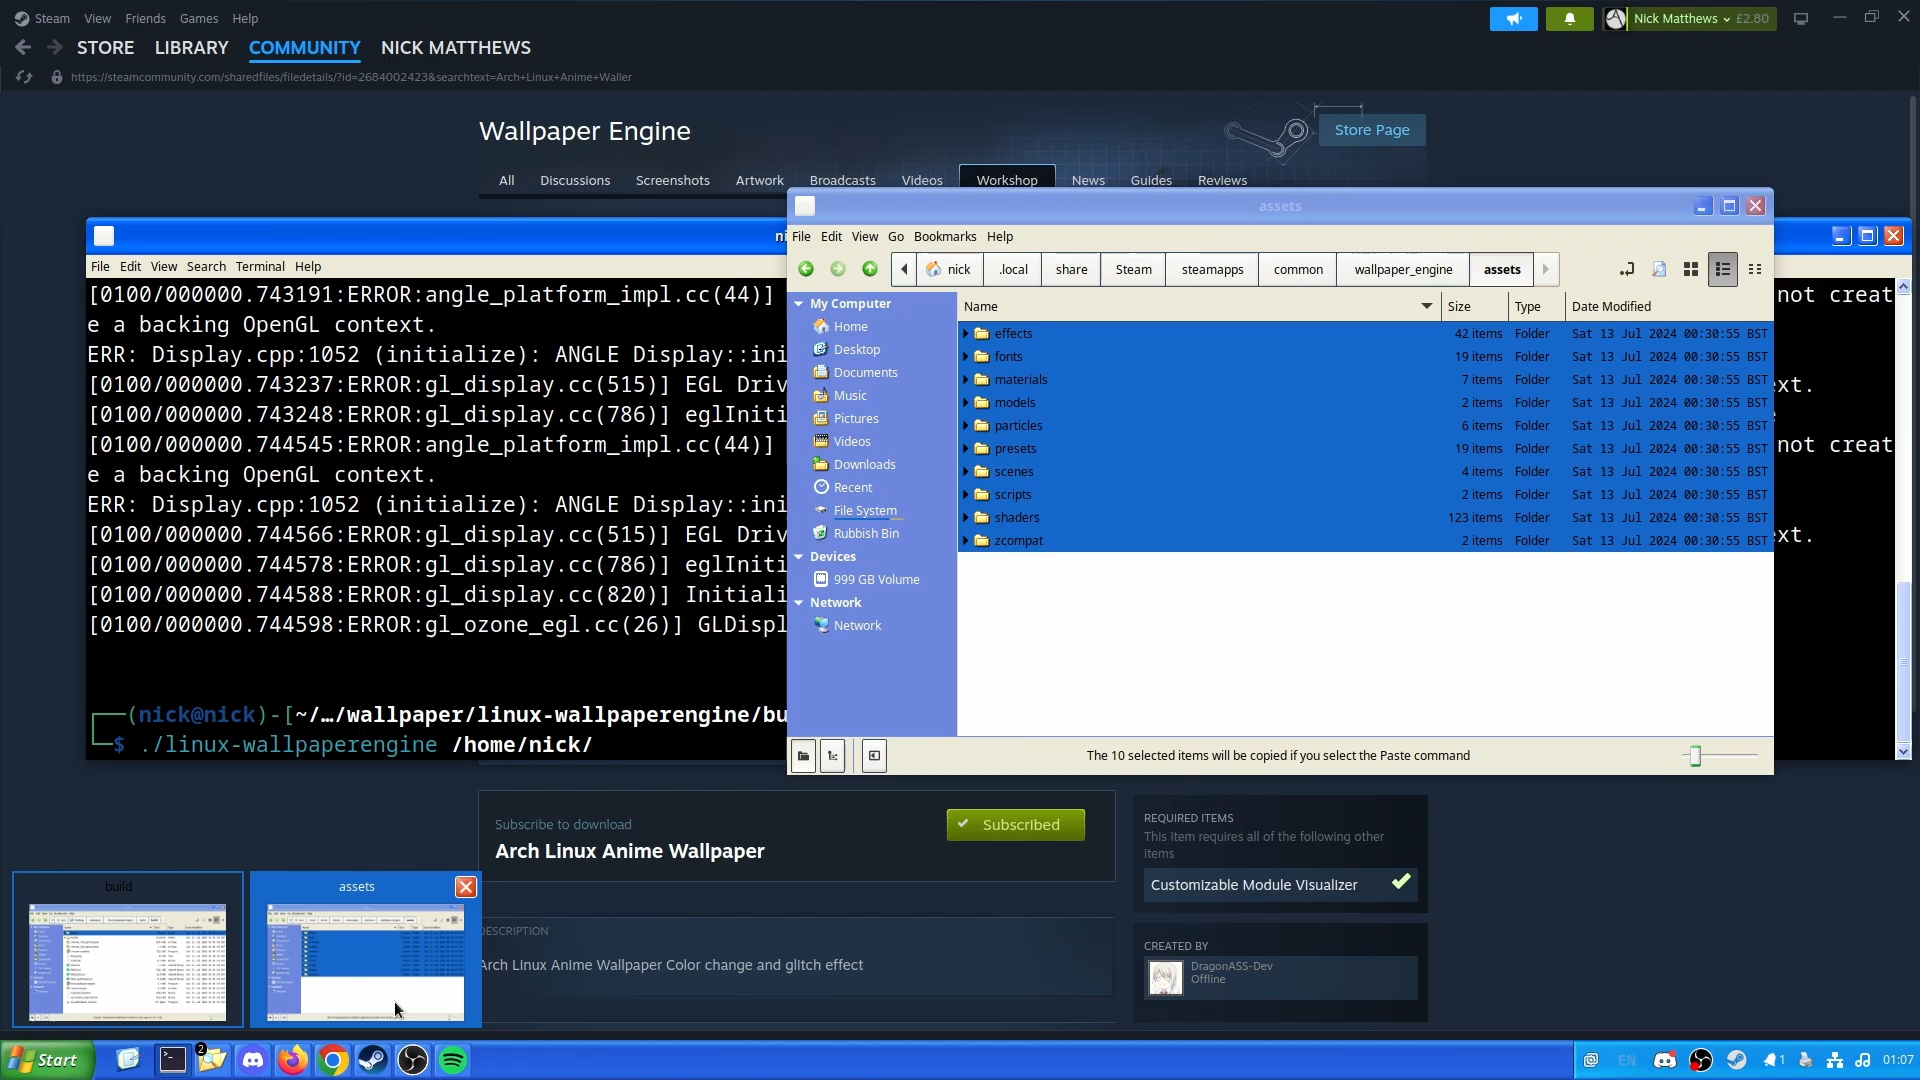 Steam View Friends Games Help
Nick Matthews £2.80
STORE LIBRARY COMMUNITY NICK MATTHEWS
https://steamcommunity.com/sharedfiles/filedetails/?id=2684002423&searchtext=Arch+Linux+Anime+Waller
Wallpaper Engine
Store Page
All Discussions Screenshots Artwork Broadcasts Videos Workshop News Guides Reviews
assets
File Edit View Go Bookmarks Help
nick .local share Steam steamapps common wallpaper_engine assets
My Computer
Home
Desktop
Documents
Music
Pictures
Videos
Downloads
Recent
File System
Rubbish Bin
Devices
999 GB Volume
Network
Network
Name Size Type Date Modified
effects 42 items Folder Sat 13 Jul 2024 00:30:55 BST
fonts 19 items Folder Sat 13 Jul 2024 00:30:55 BST
materials 7 items Folder Sat 13 Jul 2024 00:30:55 BST
models 2 items Folder Sat 13 Jul 2024 00:30:55 BST
particles 6 items Folder Sat 13 Jul 2024 00:30:55 BST
presets 19 items Folder Sat 13 Jul 2024 00:30:55 BST
scenes 4 items Folder Sat 13 Jul 2024 00:30:55 BST
scripts 2 items Folder Sat 13 Jul 2024 00:30:55 BST
shaders 123 items Folder Sat 13 Jul 2024 00:30:55 BST
zcompat 2 items Folder Sat 13 Jul 2024 00:30:55 BST
The 10 selected items will be copied if you select the Paste command
ni
File Edit View Search Terminal Help
[0100/000000.743191:ERROR:angle_platform_impl.cc(44)] not creat
e a backing OpenGL context.
ERR: Display.cpp:1052 (initialize): ANGLE Display::ini
[0100/000000.743237:ERROR:gl_display.cc(515)] EGL Driv xt.
[0100/000000.743248:ERROR:gl_display.cc(786)] eglIniti
[0100/000000.744545:ERROR:angle_platform_impl.cc(44)] not creat
e a backing OpenGL context.
ERR: Display.cpp:1052 (initialize): ANGLE Display::ini
[0100/000000.744566:ERROR:gl_display.cc(515)] EGL Driv xt.
[0100/000000.744578:ERROR:gl_display.cc(786)] eglIniti
[0100/000000.744588:ERROR:gl_display.cc(820)] Initiali
[0100/000000.744598:ERROR:gl_ozone_egl.cc(26)] GLDispl
(nick@nick)-[~/…/wallpaper/linux-wallpaperengine/bu
$ ./linux-wallpaperengine /home/nick/
Subscribe to download
Arch Linux Anime Wallpaper
Subscribed
REQUIRED ITEMS
This item requires all of the following other
items
Customizable Module Visualizer
DESCRIPTION
Arch Linux Anime Wallpaper Color change and glitch effect
CREATED BY
DragonASS-Dev
Offline
build
assets
Start
2
EN
1
01:07